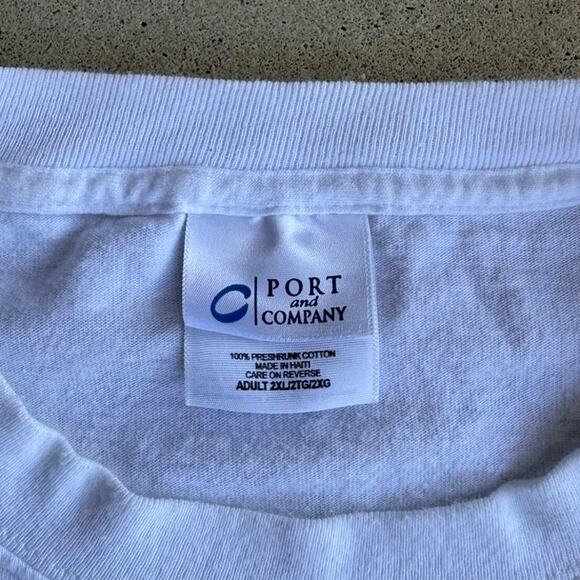 PORT
and
COMPANY
100% PRESHRUNK COTTON
MADE IN HAITI
CARE ON REVERSE
ADULT 2XL/2TG/2XG